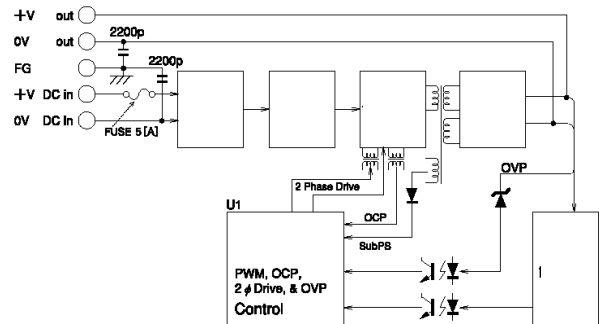 +V out
0V out
2200p
FG
2200p
+V DC in
0V DC in
FUSE 5 [A]
2 Phase Drive
OVP
U1
OCP
SubPS
PWM, OCP,
2 ϕ Drive, & OVP
Control
1